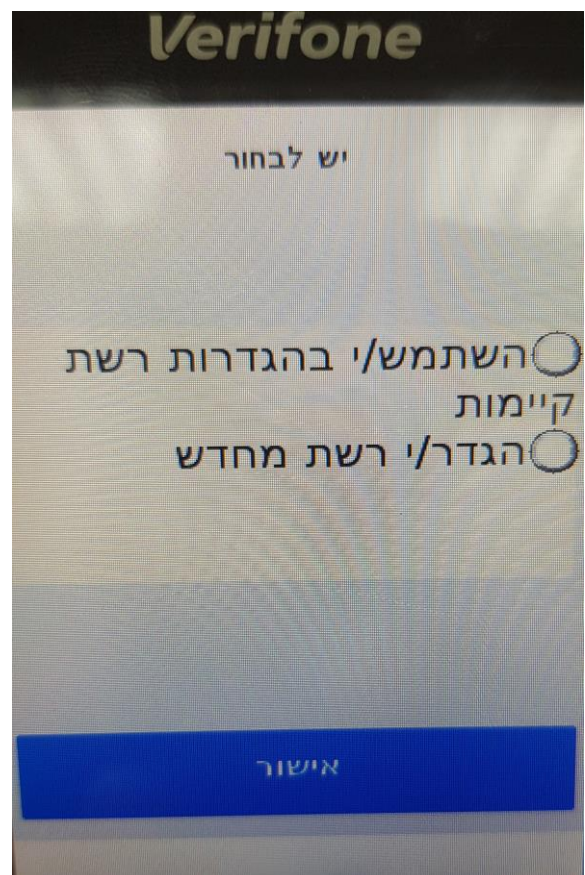 Verifone
יש לבחור
השתמש/י בהגדרות רשת
קיימות
הגדר/י רשת מחדש
אישור